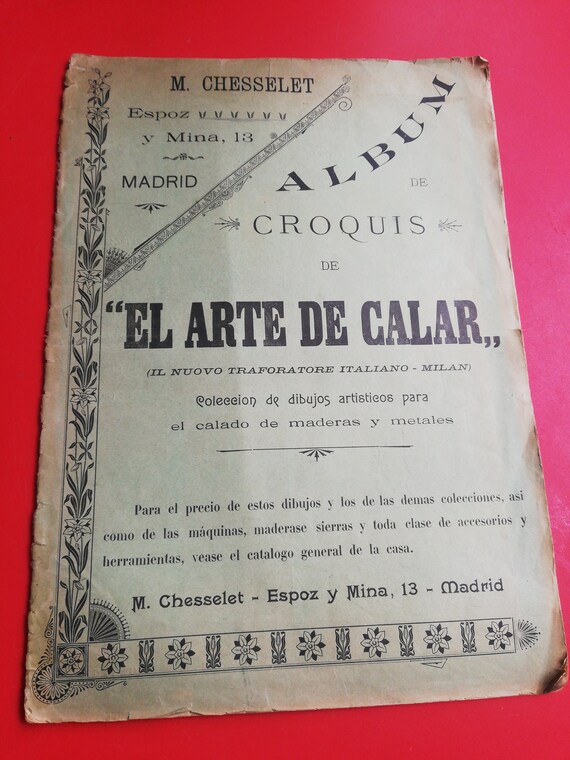 M. CHESSELET
Espoz
y Mina, 13
MADRID
ALBUM
DE
CROQUIS
DE
“EL ARTE DE CALAR„
(IL NUOVO TRAFORATORE ITALIANO - MILAN)
Coleccion de dibujos artisticos para
el calado de maderas y metales
Para el precio de estos dibujos y los de las demas colecciones, asi
como de las máquinas, maderase sierras y toda clase de accesorios y
herramientas, vease el catalogo general de la casa.
M. Chesselet - Espoz y Mina, 13 - Madrid